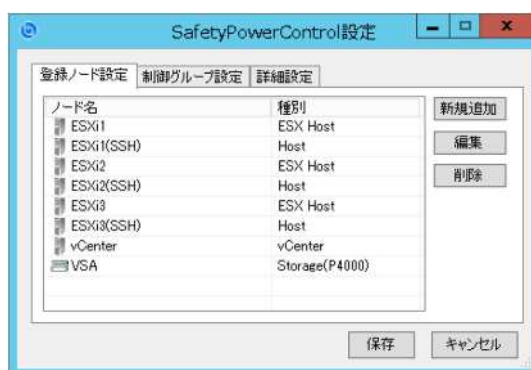 SafetyPowerControl設定
登録ノード設定 制御グループ設定 詳細設定
ノード名 種別
ESXi1 ESX Host
ESXi1(SSH) Host
ESXi2 ESX Host
ESXi2(SSH) Host
ESXi3 ESX Host
ESXi3(SSH) Host
vCenter vCenter
VSA Storage(P4000)
新規追加
編集
削除
保存 キャンセル